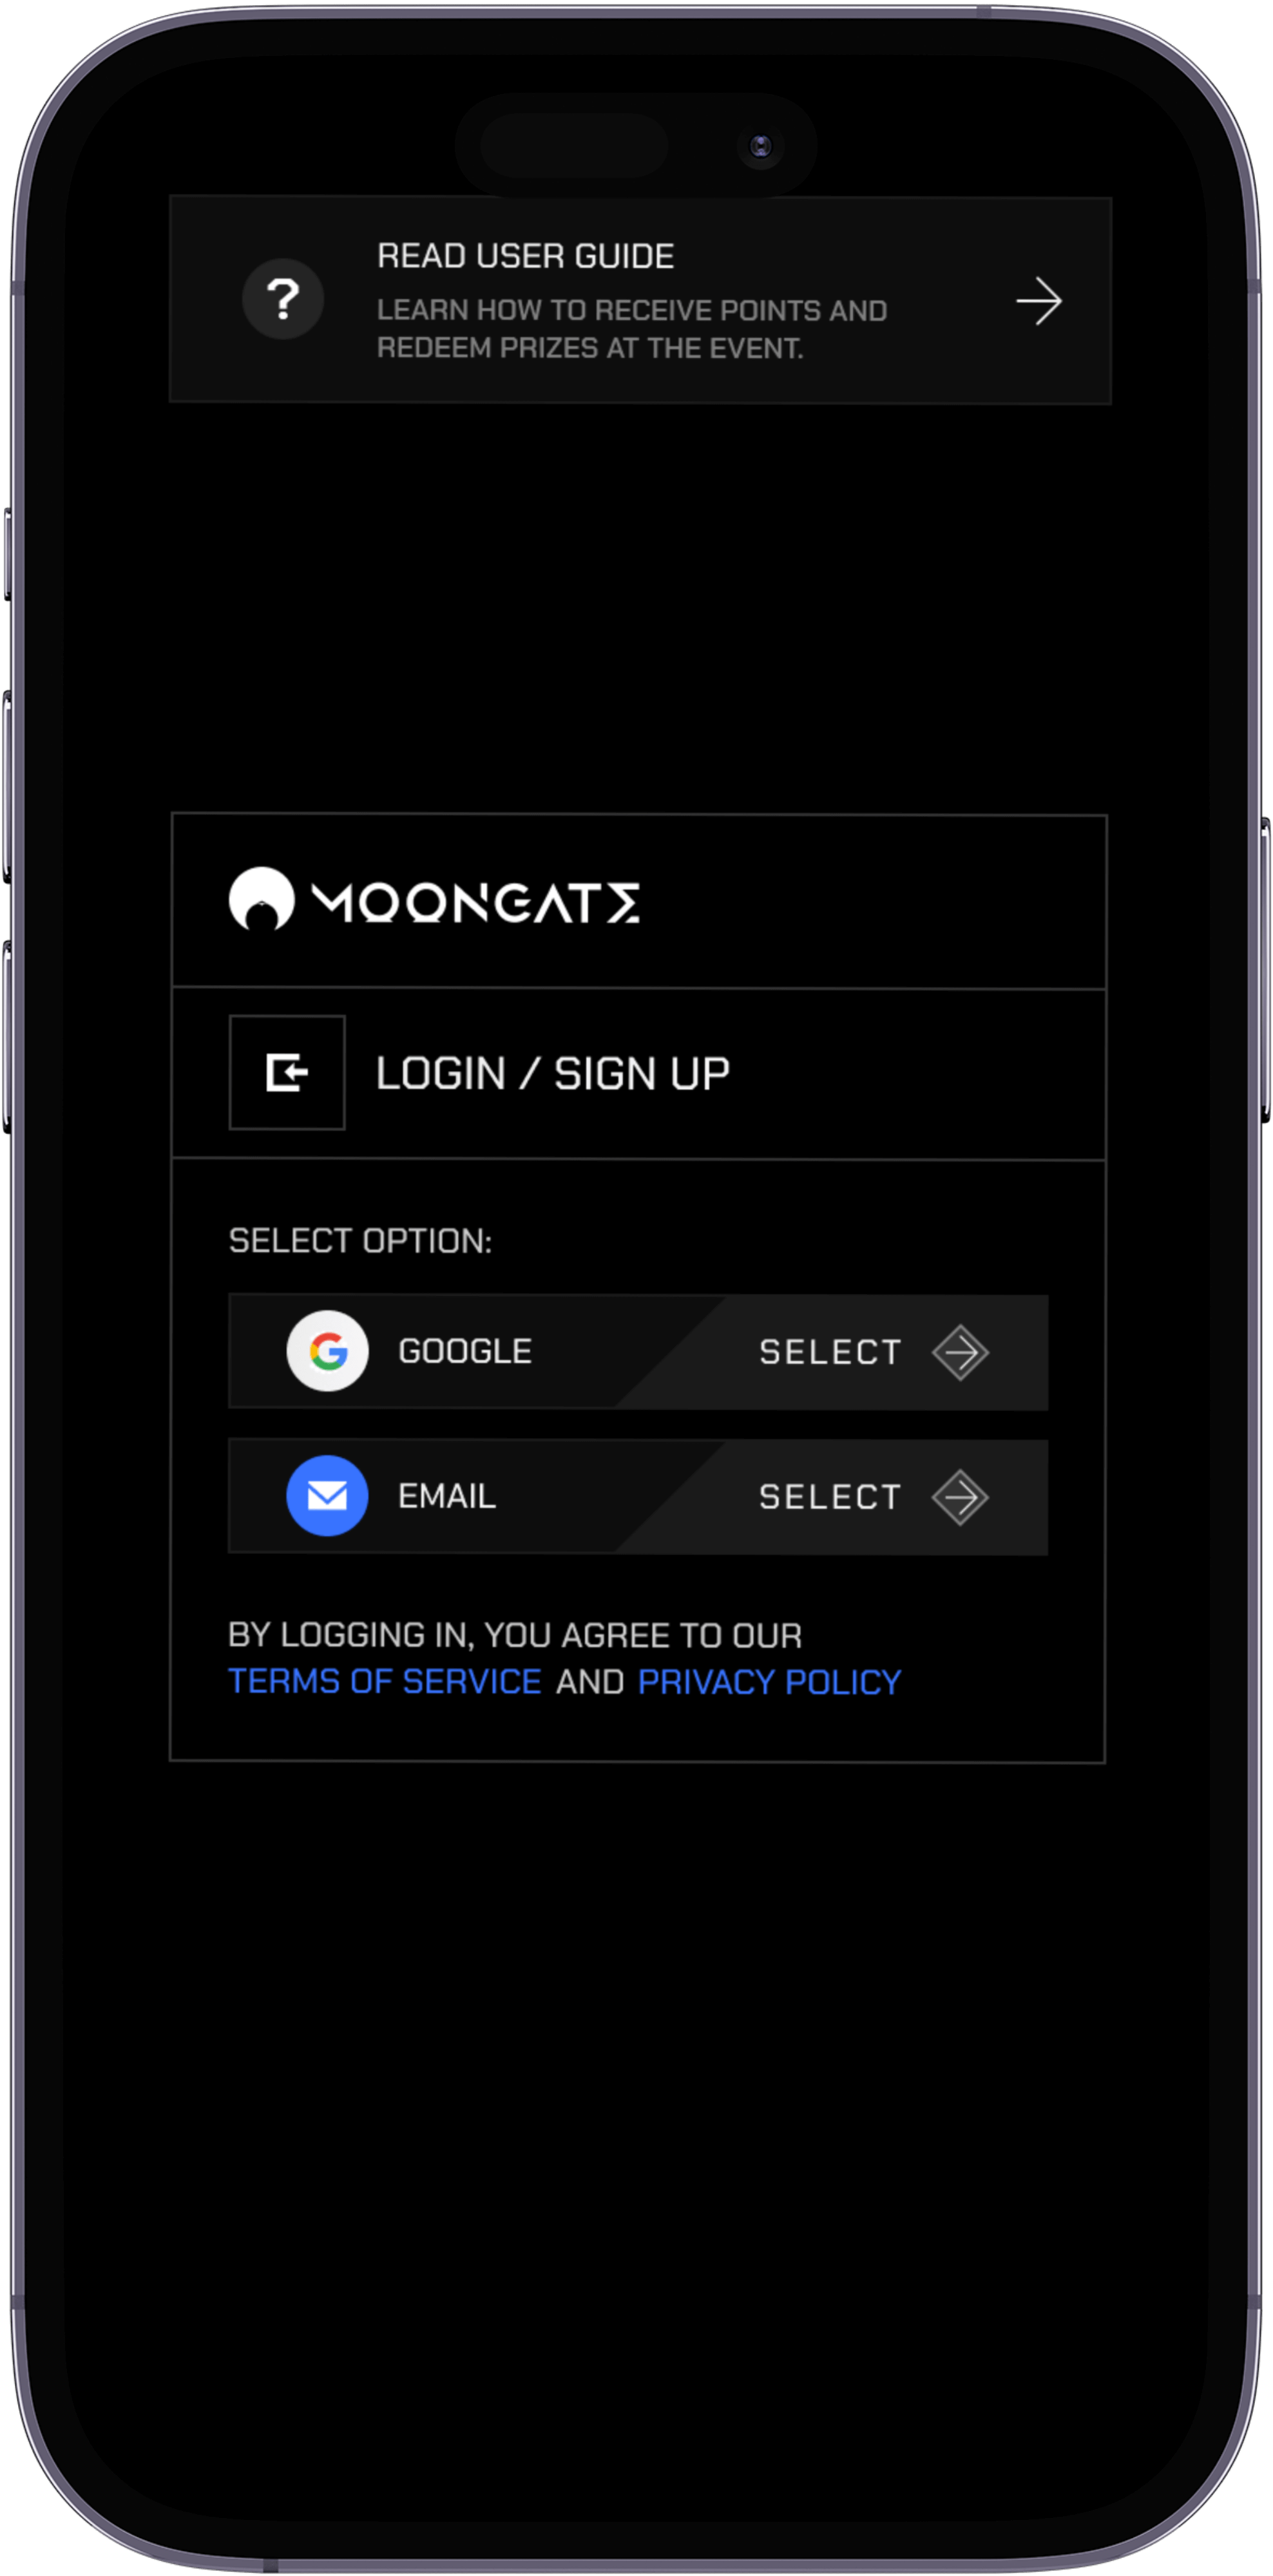 ?
READ USER GUIDE
LEARN HOW TO RECEIVE POINTS AND
REDEEM PRIZES AT THE EVENT.
MOONGATE
LOGIN / SIGN UP
SELECT OPTION:
G GOOGLE SELECT
EMAIL SELECT
BY LOGGING IN, YOU AGREE TO OUR
TERMS OF SERVICE AND PRIVACY POLICY